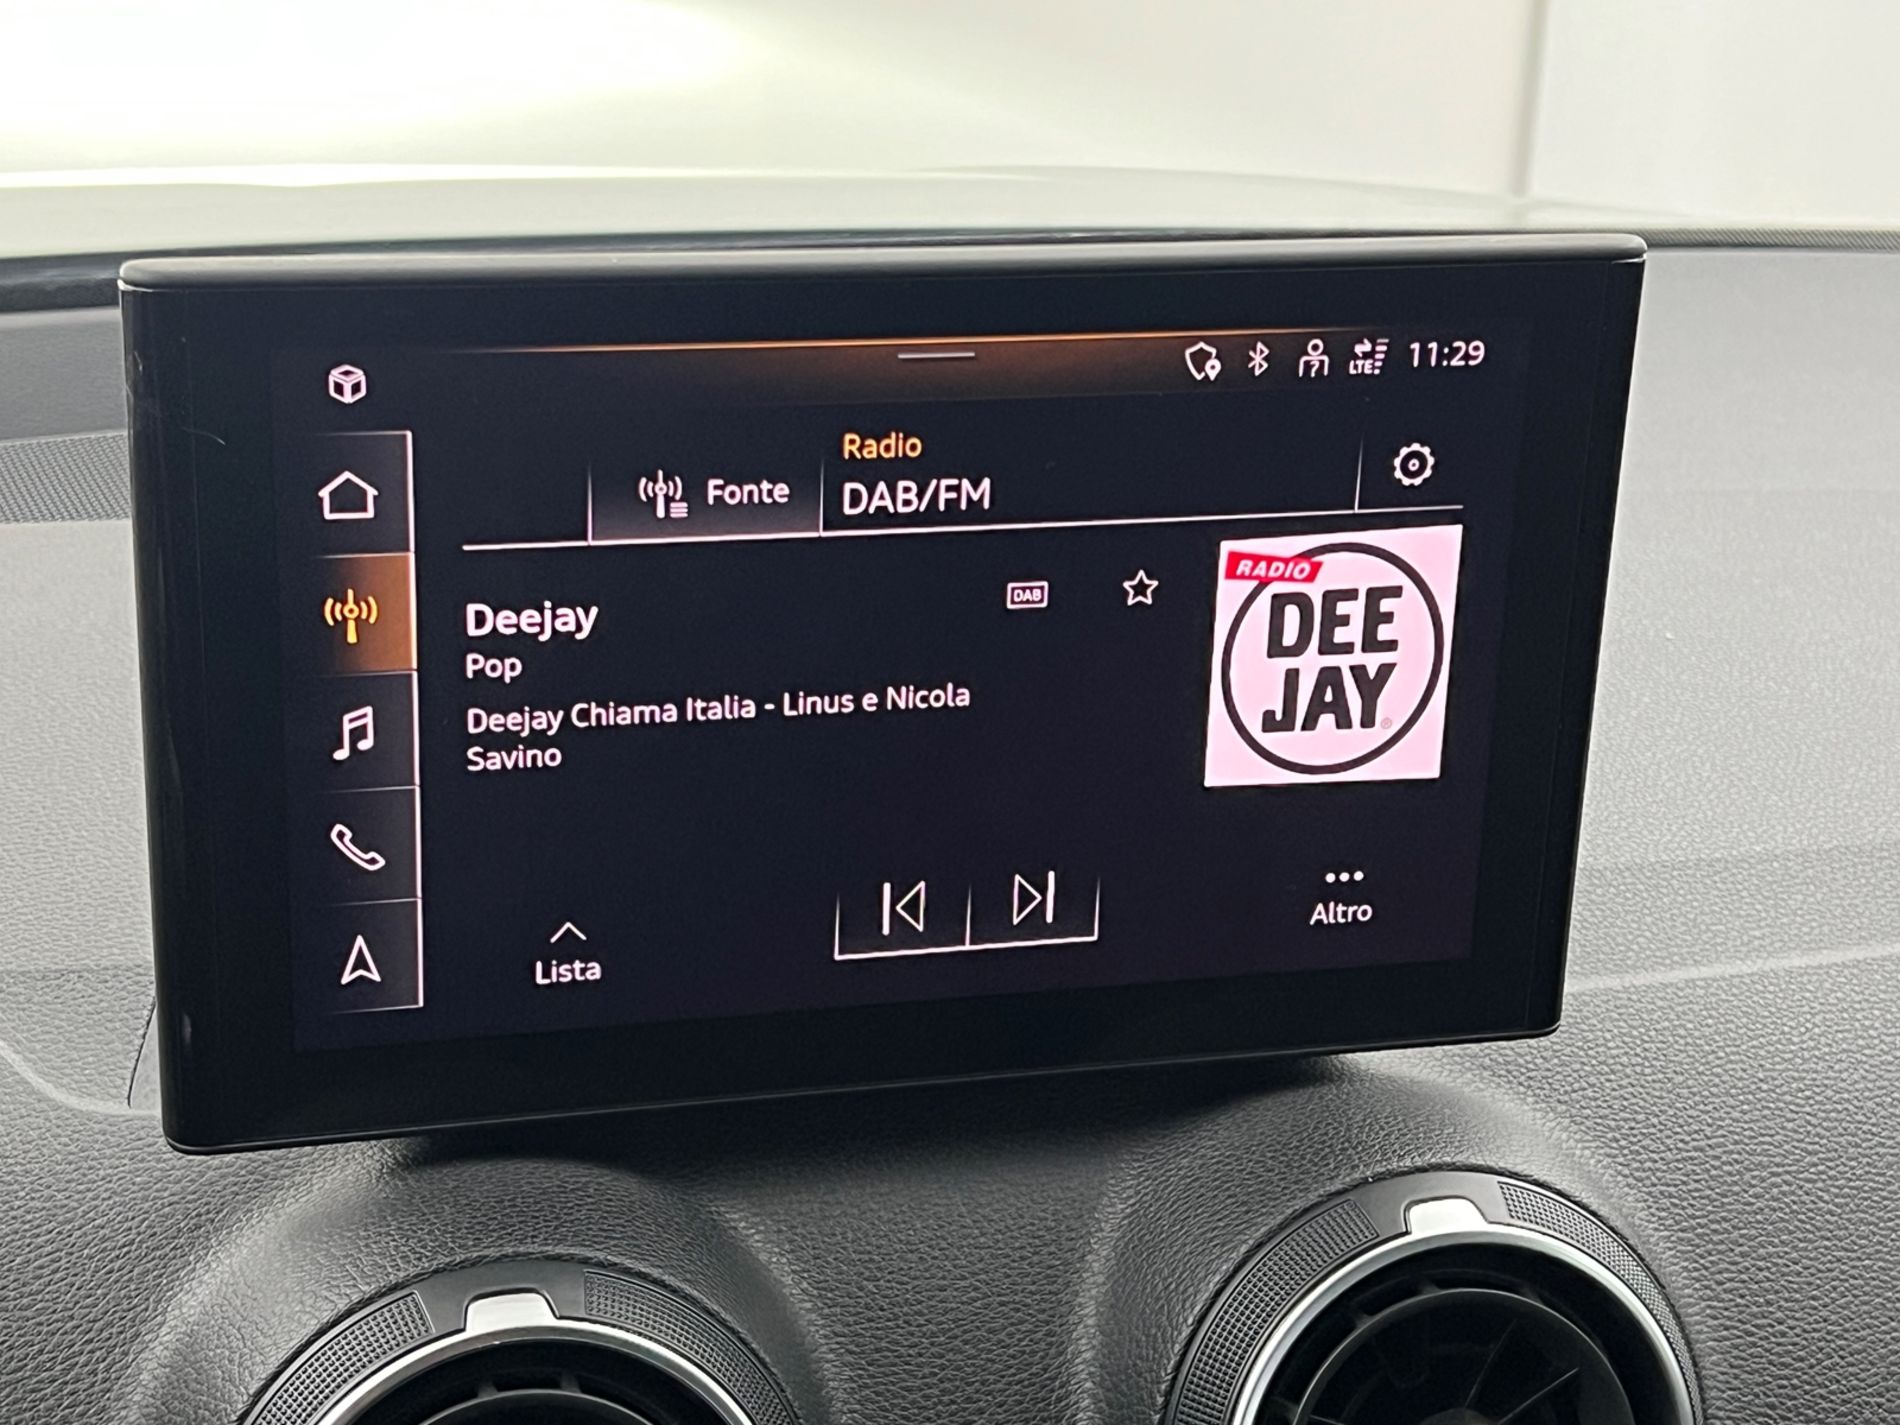 LTE 11:29
Radio
Fonte
DAB/FM
Deejay
DAB
Pop
Deejay Chiama Italia - Linus e Nicola
Savino
RADIO
DEE
JAY
®
Lista
Altro